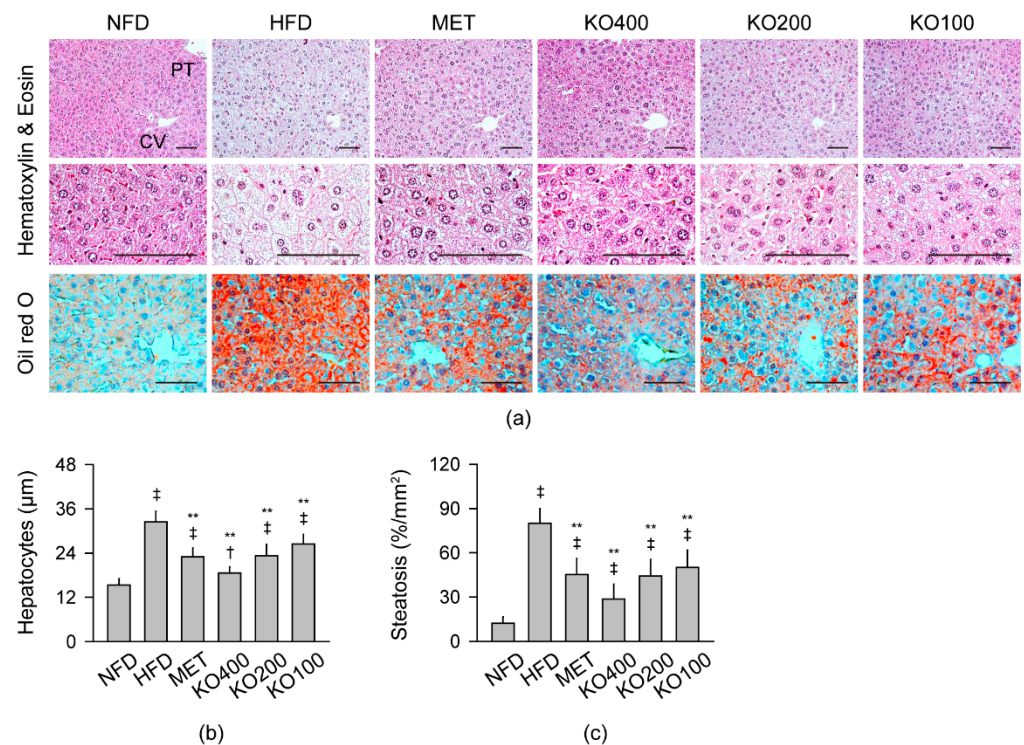 NFD HFD MET KO400 KO200 KO100
Hematoxylin & Eosin
PT
CV
Oil red O
(a)
Hepatocytes (µm)
48
36
24
12
0
‡
**
‡
**
†
**
‡
**
‡
NFD HFD MET KO400 KO200 KO100
(b)
Steatosis (%/mm²)
120
90
60
30
0
‡
**
‡
**
‡
**
‡
**
‡
NFD HFD MET KO400 KO200 KO100
(c)